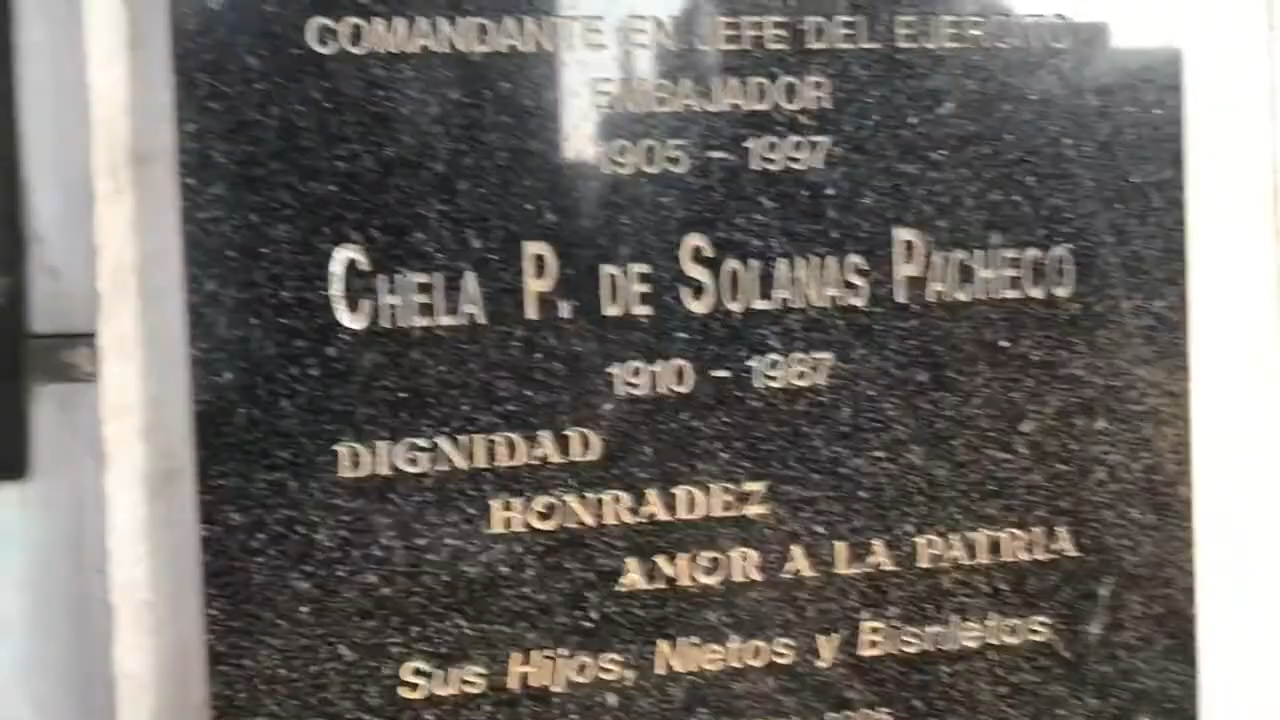 COMANDANTE EN JEFE DEL EJERCITO
EMBAJADOR
1905 - 1997
CHELA P. DE SOLANAS PACHECO
1910 - 1987
DIGNIDAD
HONRADEZ
AMOR A LA PATRIA
Sus Hijos, Nietos y Bisnietos